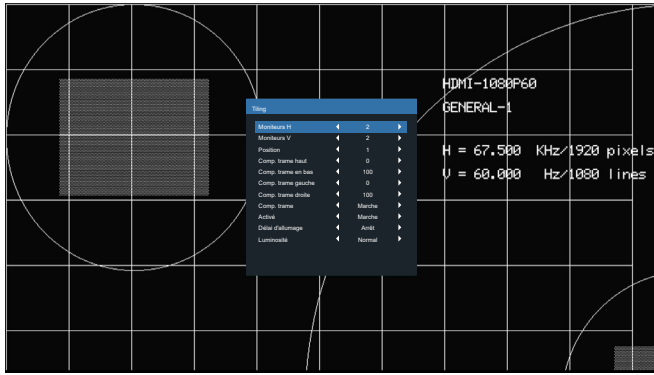 HDMI-1080P60
GENERAL-1
H = 67.500 KHz/1920 pixels
V = 60.000 Hz/1080 lines
Tiling
Moniteurs H 2
Moniteurs V 2
Position 1
Comp. trame haut 0
Comp. trame en bas 100
Comp. trame gauche 0
Comp. trame droite 100
Comp. trame Marche
Activé Marche
Délai d'allumage Arrêt
Luminosité Normal